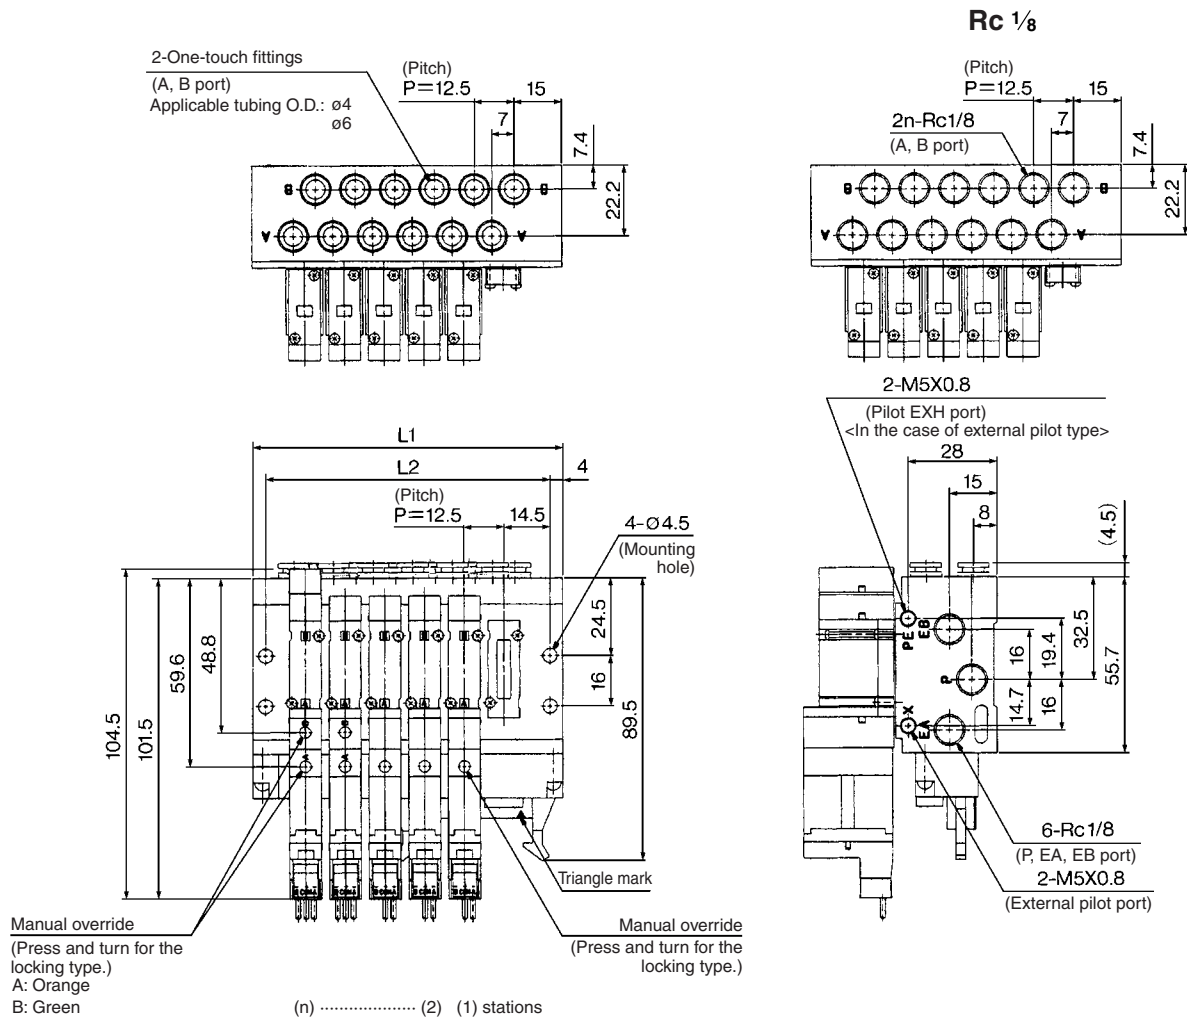 Rc 1/8
2-One-touch fittings
(A, B port)
Applicable tubing O.D.: ø4
ø6
(Pitch)
P=12.5
15
7
7.4
22.2
B
B
A
A
(Pitch)
P=12.5
15
2n-Rc1/8
(A, B port)
7
7.4
22.2
B
B
A
A
2-M5X0.8
(Pilot EXH port)
<In the case of external pilot type>
L1
L2
4
(Pitch)
P=12.5
14.5
4-Ø4.5
(Mounting
hole)
104.5
101.5
59.6
48.8
24.5
16
89.5
B
B
A
A
Triangle mark
28
15
8
(4.5)
PE
EB
P
X
EA
16
19.4
32.5
55.7
14.7
16
6-Rc1/8
(P, EA, EB port)
2-M5X0.8
(External pilot port)
Manual override
(Press and turn for the
locking type.)
A: Orange
B: Green
Manual override
(Press and turn for the
locking type.)
(n) ···················· (2) (1) stations